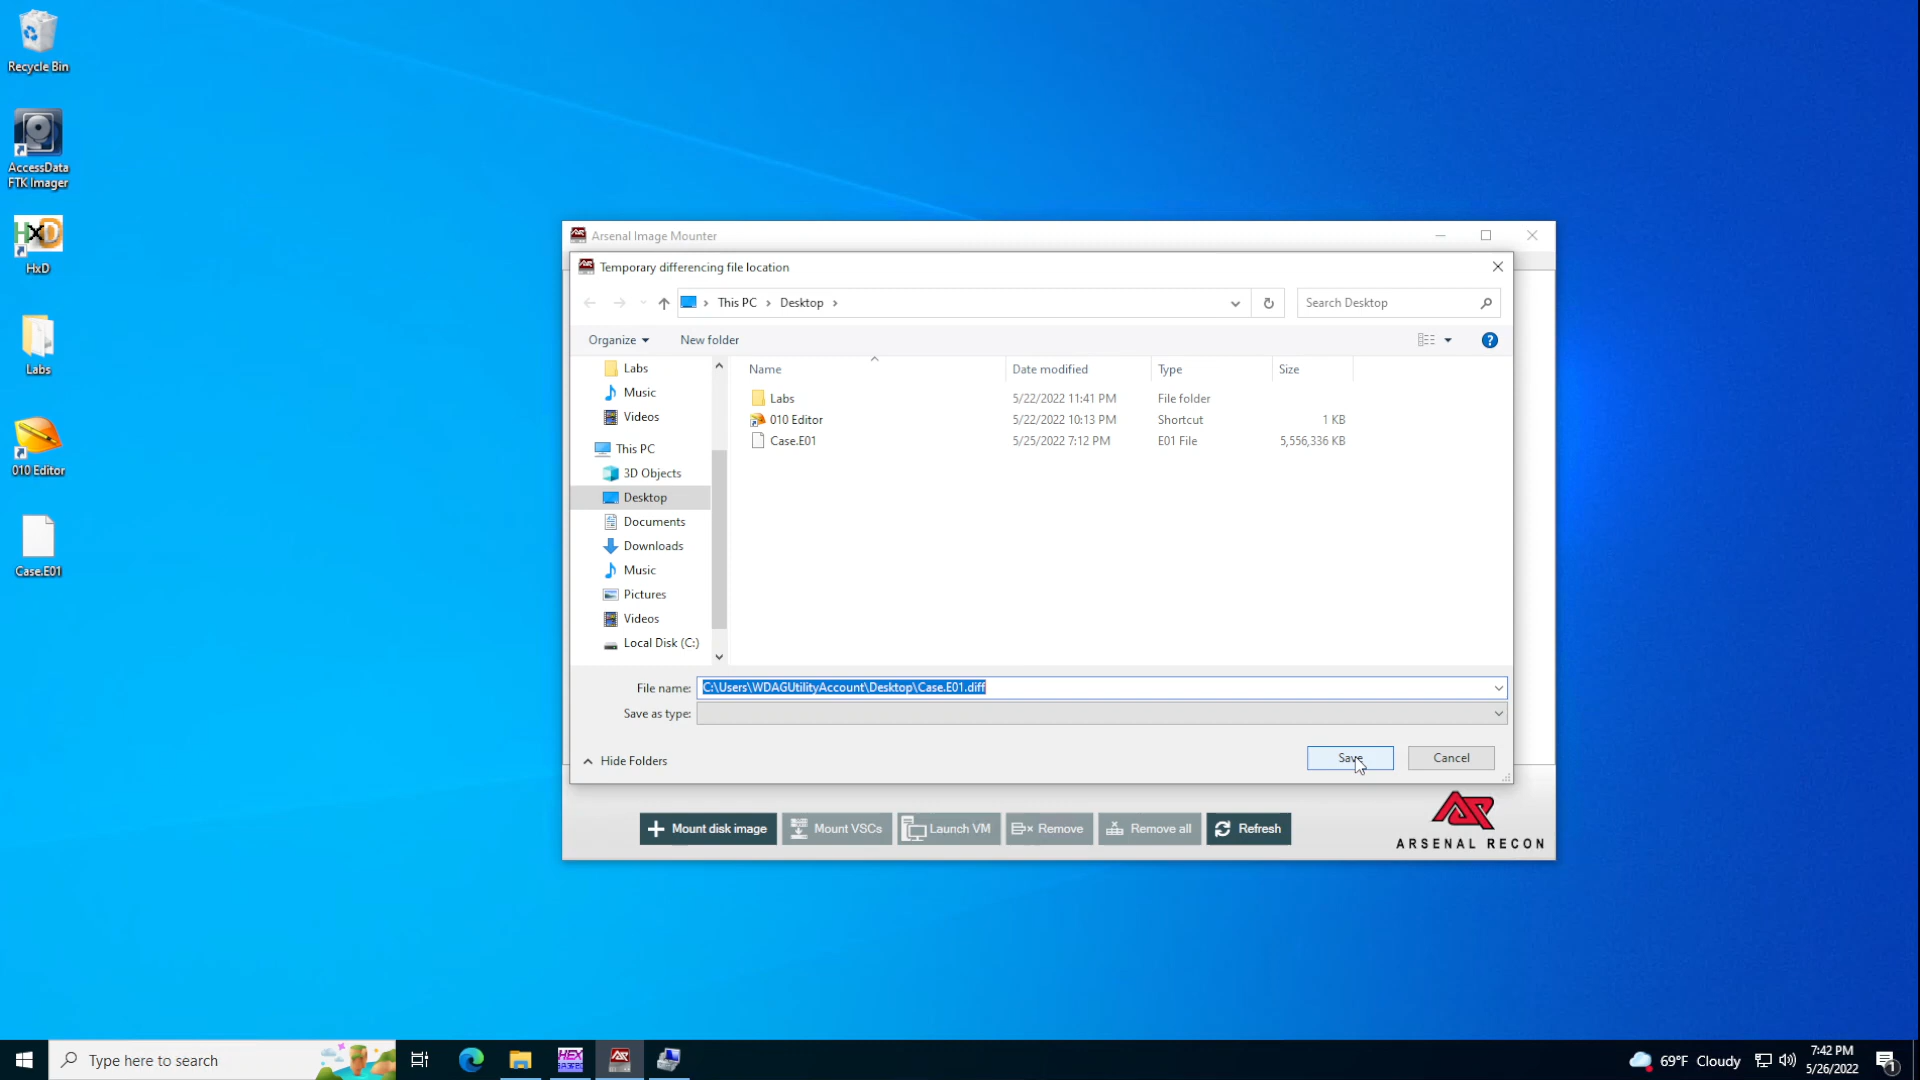 Recycle Bin
AccessData
FTK Imager
HxD
Labs
010 Editor
Case.E01
Arsenal Image Mounter
Temporary differencing file location
This PC
Desktop
Search Desktop
Organize
New folder
Labs
Music
Videos
This PC
3D Objects
Desktop
Documents
Downloads
Music
Pictures
Videos
Local Disk (C:)
Name Date modified Type Size
Labs 5/22/2022 11:41 PM File folder
010 Editor 5/22/2022 10:13 PM Shortcut 1 KB
Case.E01 5/25/2022 7:12 PM E01 File 5,556,336 KB
File name: C:\Users\WDAGUtilityAccount\Desktop\Case.E01.diff
Save as type:
Hide Folders
Save
Cancel
Mount disk image
Mount VSCs
Launch VM
Remove
Remove all
Refresh
ARSENAL RECON
Type here to search
HEX
69°F Cloudy
7:42 PM
5/26/2022
1